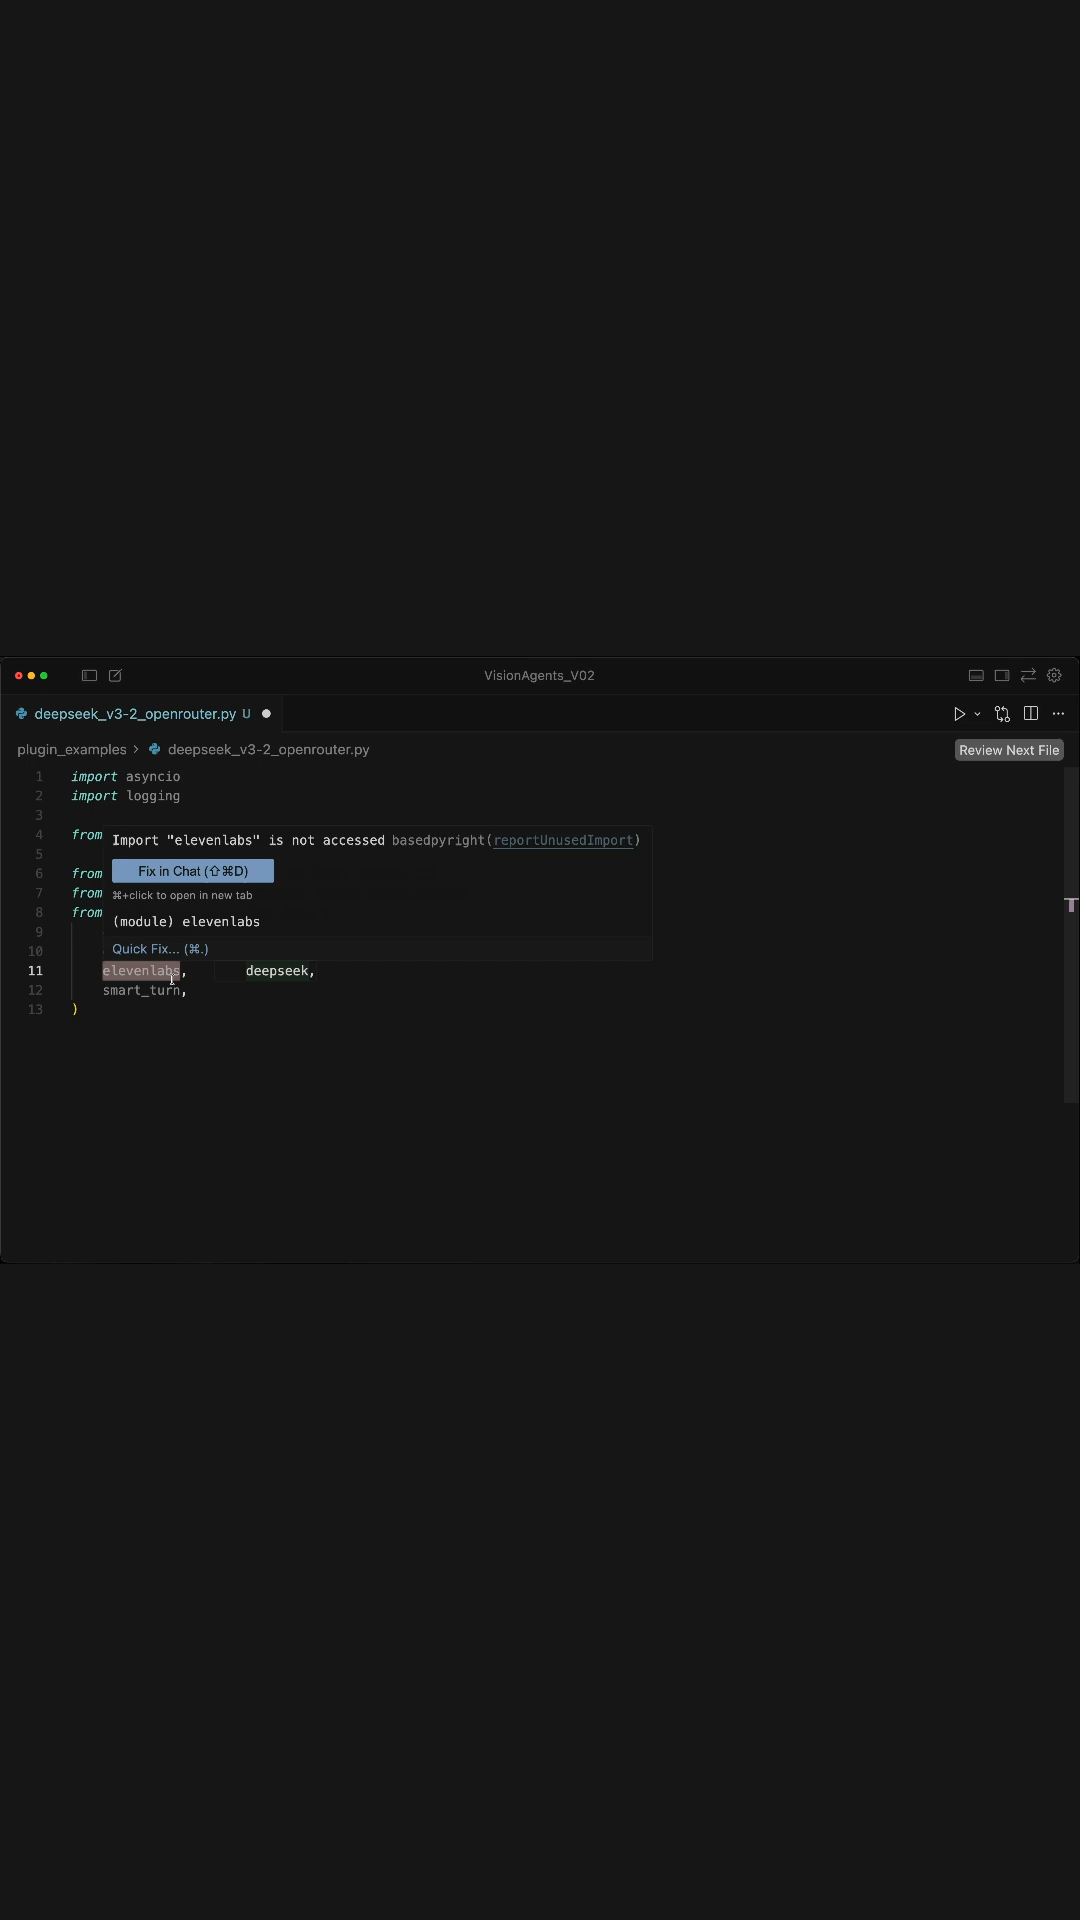 VisionAgents_V02
deepseek_v3-2_openrouter.py U
plugin_examples > deepseek_v3-2_openrouter.py
Review Next File
1 import asyncio
2 import logging
3
4 from
Import "elevenlabs" is not accessed basedpyright(reportUnusedImport)
5
Fix in Chat (⇧⌘D)
6 from
7 from
⌘+click to open in new tab
8 from
(module) elevenlabs
9
10
Quick Fix... (⌘.)
11 elevenlabs, deepseek,
12 smart_turn,
13 )